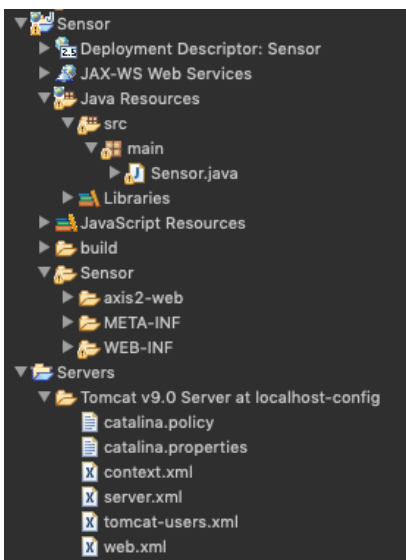 Sensor
2.5 Deployment Descriptor: Sensor
JAX-WS Web Services
Java Resources
src
main
J Sensor.java
Libraries
JavaScript Resources
build
Sensor
axis2-web
META-INF
WEB-INF
Servers
Tomcat v9.0 Server at localhost-config
catalina.policy
catalina.properties
X context.xml
X server.xml
X tomcat-users.xml
X web.xml